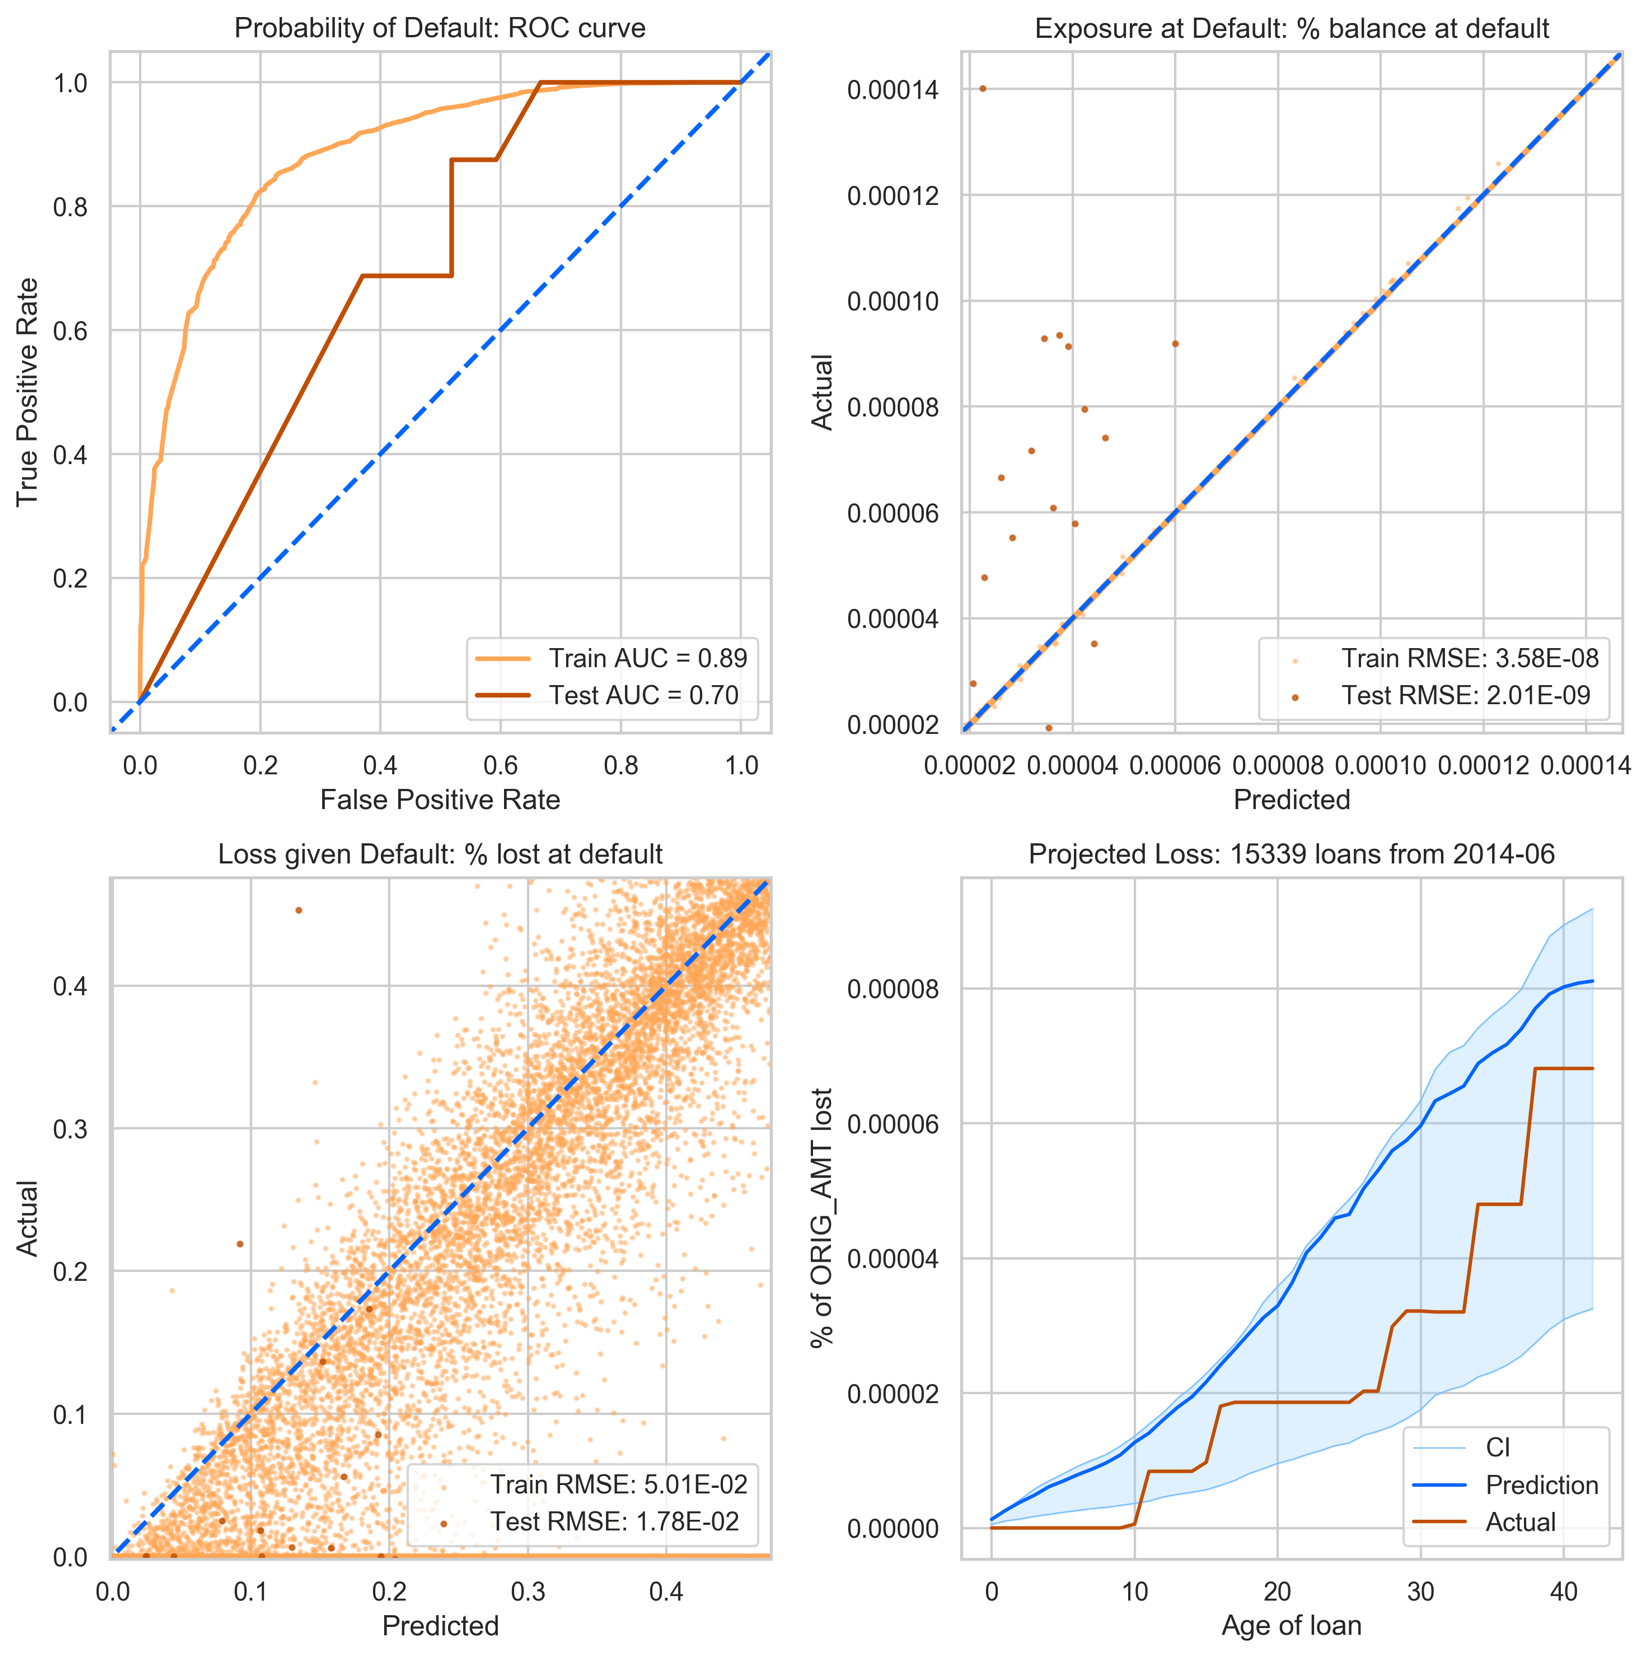 Probability of Default: ROC curve
1.0
0.8
0.6
0.4
0.2
0.0
True Positive Rate
Train AUC = 0.89
Test AUC = 0.70
0.0 0.2 0.4 0.6 0.8 1.0
False Positive Rate
Exposure at Default: % balance at default
0.00014
0.00012
0.00010
0.00008
0.00006
0.00004
0.00002
Actual
Train RMSE: 3.58E-08
Test RMSE: 2.01E-09
0.00002 0.00004 0.00006 0.00008 0.00010 0.00012 0.00014
Predicted
Loss given Default: % lost at default
0.4
0.3
0.2
0.1
0.0
Actual
Train RMSE: 5.01E-02
Test RMSE: 1.78E-02
0.0 0.1 0.2 0.3 0.4
Predicted
Projected Loss: 15339 loans from 2014-06
0.00008
0.00006
0.00004
0.00002
0.00000
% of ORIG_AMT lost
CI
Prediction
Actual
0 10 20 30 40
Age of loan